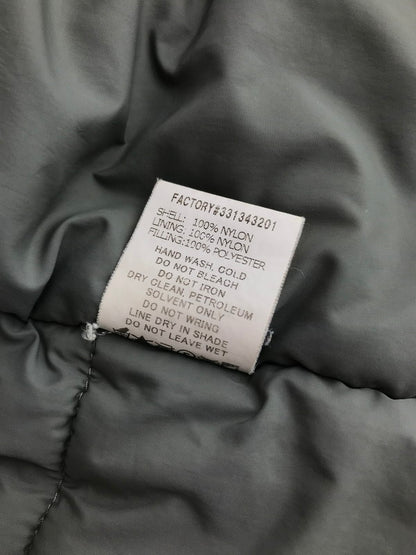 FACTORY#331343201
SHELL: 100% NYLON
LINING: 100% NYLON
FILLING:100% POLYESTER
HAND WASH, COLD
DO NOT BLEACH
DO NOT IRON
DRY CLEAN, PETROLEUM
SOLVENT ONLY
DO NOT WRING
LINE DRY IN SHADE
DO NOT LEAVE WET